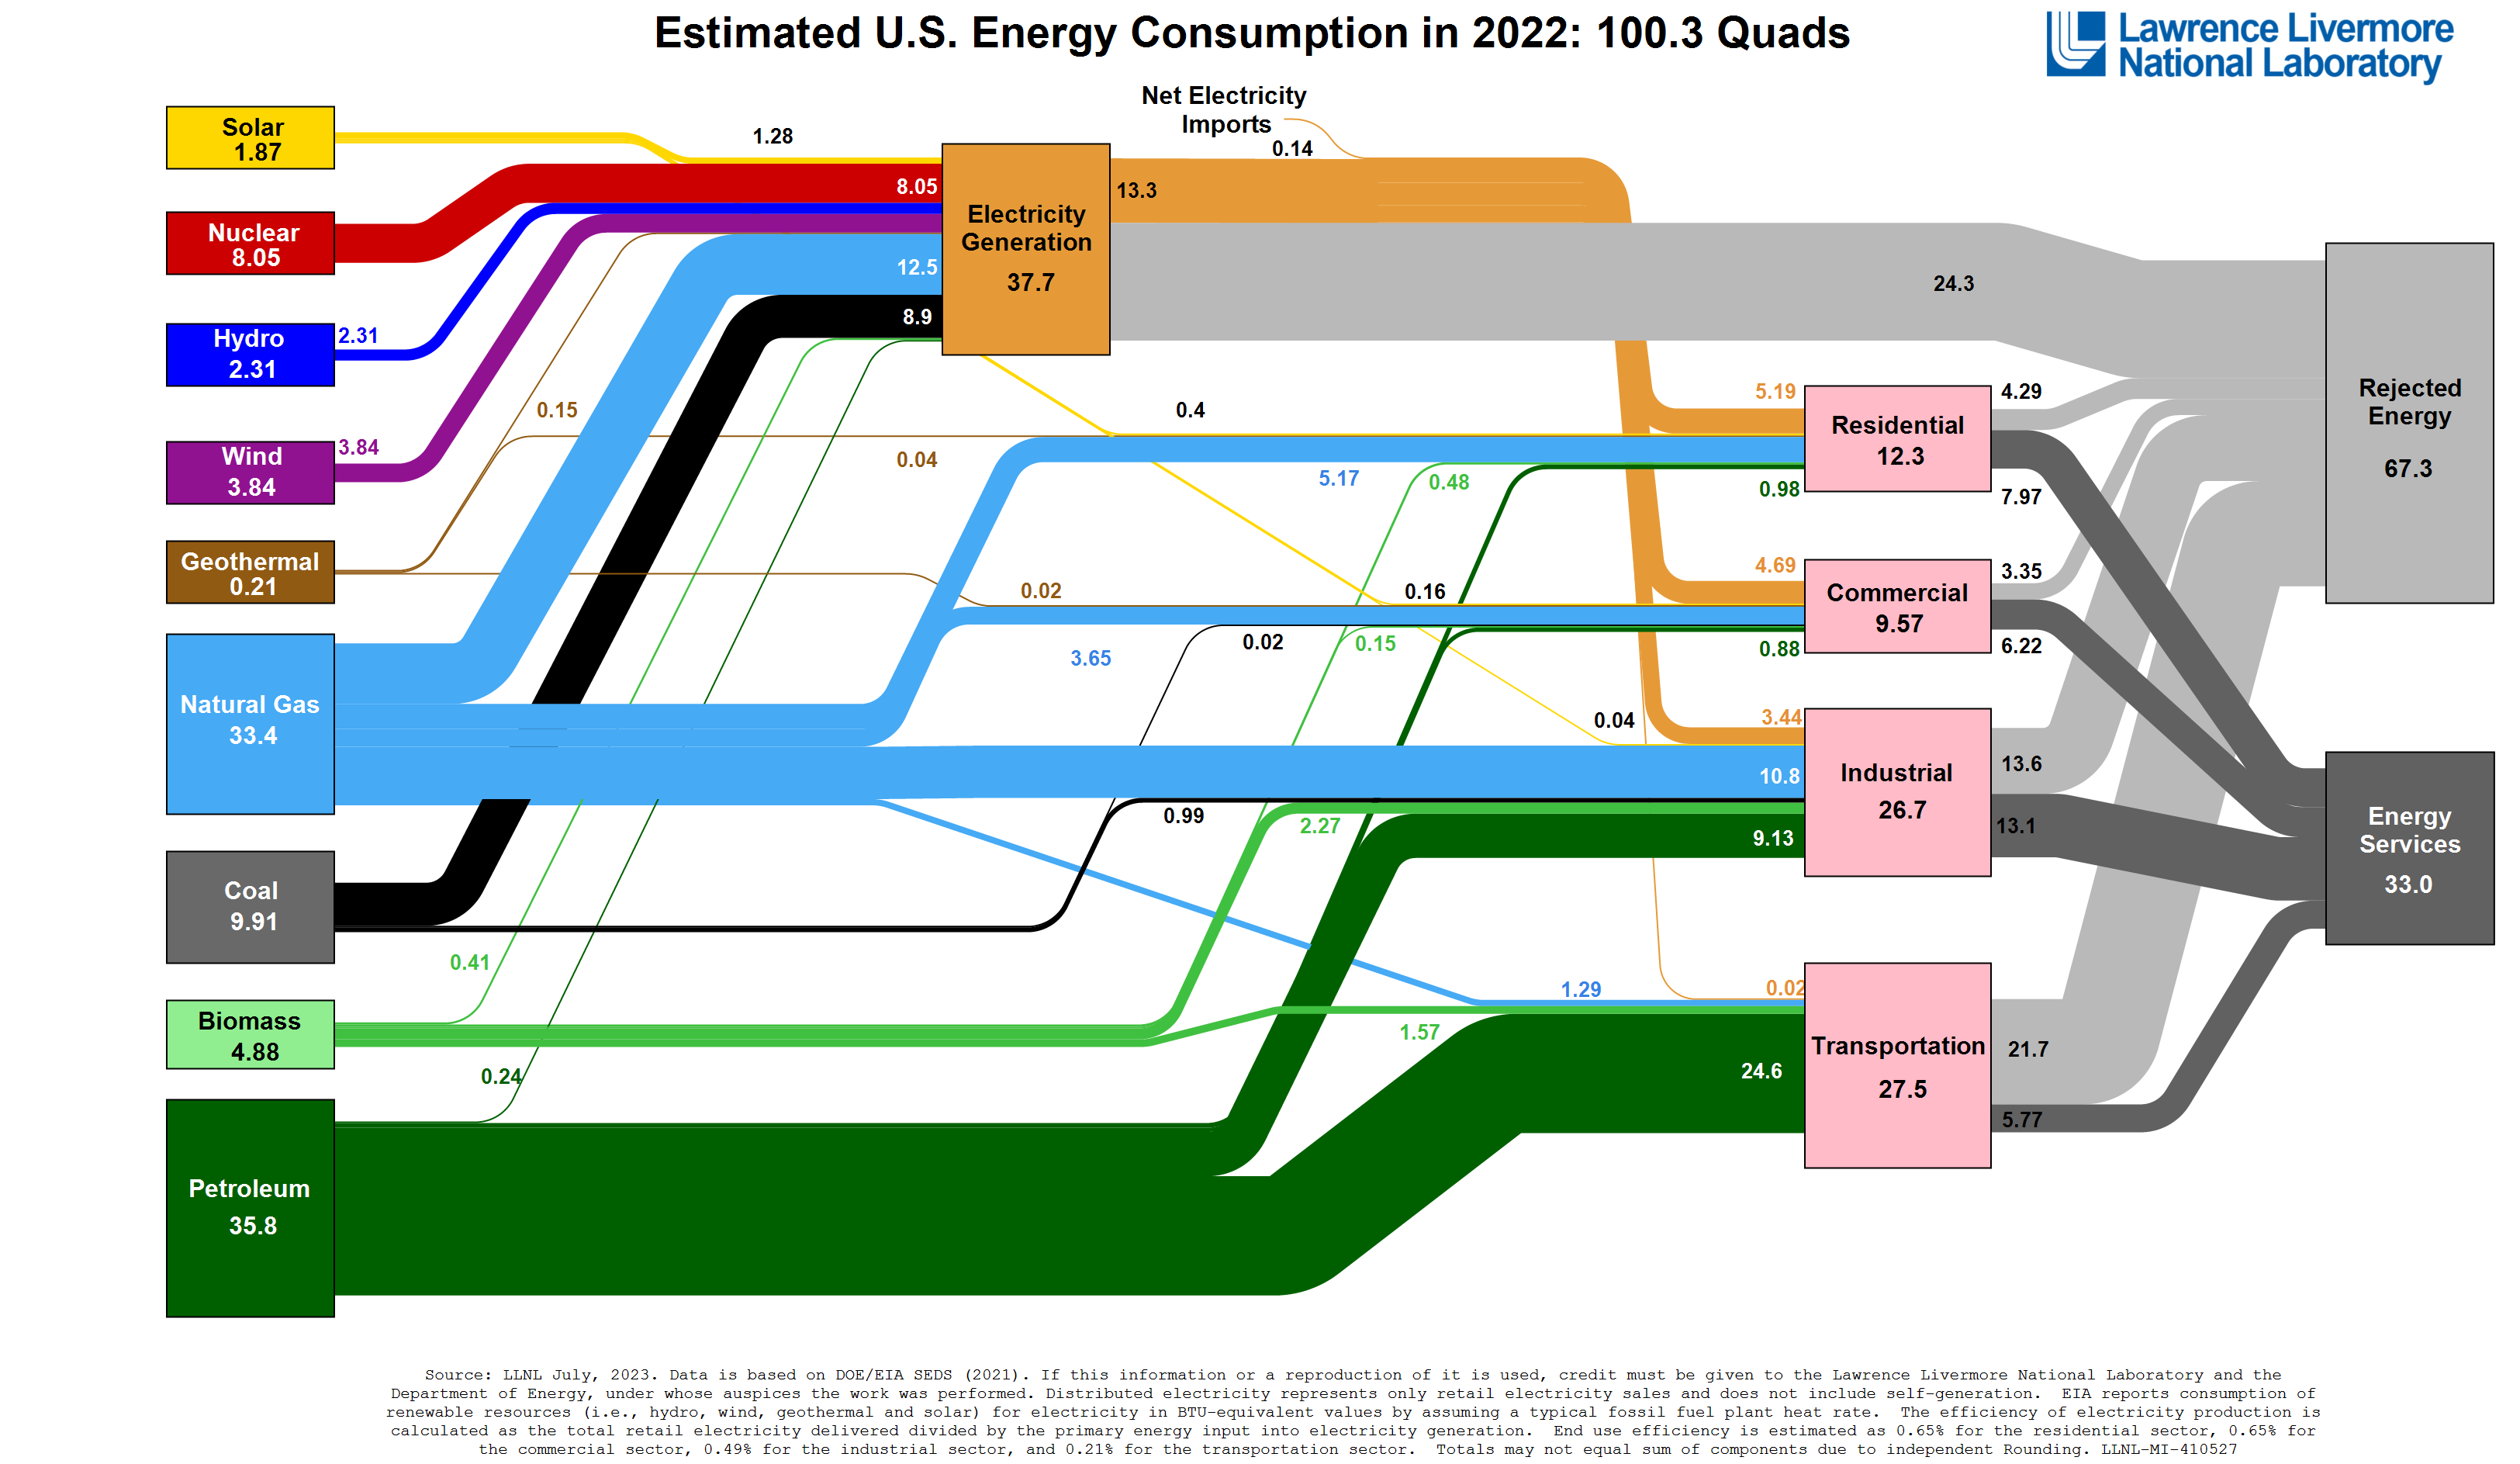 Estimated U.S. Energy Consumption in 2022: 100.3 Quads
Lawrence Livermore
National Laboratory
Net Electricity
Imports
0.14
Solar
1.87
1.28
Nuclear
8.05
8.05
Hydro
2.31
2.31
Wind
3.84
3.84
Geothermal
0.21
0.15
0.04
0.02
Natural Gas
33.4
12.5
5.17
3.65
10.8
1.29
Coal
9.91
8.9
0.02
0.99
Biomass
4.88
0.41
0.48
0.15
2.27
1.57
Petroleum
35.8
0.24
0.98
0.88
9.13
24.6
Electricity
Generation
37.7
13.3
24.3
0.4
0.16
0.04
5.19
4.69
3.44
0.02
Residential
12.3
4.29
7.97
Commercial
9.57
3.35
6.22
Industrial
26.7
13.6
13.1
Transportation
27.5
21.7
5.77
Rejected
Energy
67.3
Energy
Services
33.0
Source: LLNL July, 2023. Data is based on DOE/EIA SEDS (2021). If this information or a reproduction of it is used, credit must be given to the Lawrence Livermore National Laboratory and the
Department of Energy, under whose auspices the work was performed. Distributed electricity represents only retail electricity sales and does not include self-generation.  EIA reports consumption of
renewable resources (i.e., hydro, wind, geothermal and solar) for electricity in BTU-equivalent values by assuming a typical fossil fuel plant heat rate.  The efficiency of electricity production is
calculated as the total retail electricity delivered divided by the primary energy input into electricity generation.  End use efficiency is estimated as 0.65% for the residential sector, 0.65% for
the commercial sector, 0.49% for the industrial sector, and 0.21% for the transportation sector.  Totals may not equal sum of components due to independent Rounding. LLNL-MI-410527